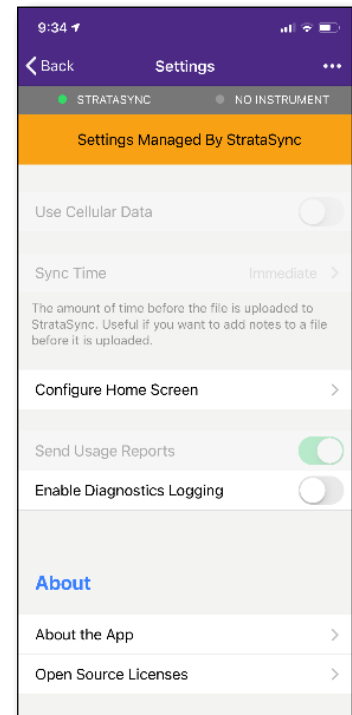 9:34
Back Settings •••
STRATASYNC NO INSTRUMENT
Settings Managed By StrataSync
Use Cellular Data
Sync Time Immediate
The amount of time before the file is uploaded to
StrataSync. Useful if you want to add notes to a file
before it is uploaded.
Configure Home Screen
Send Usage Reports
Enable Diagnostics Logging
About
About the App
Open Source Licenses